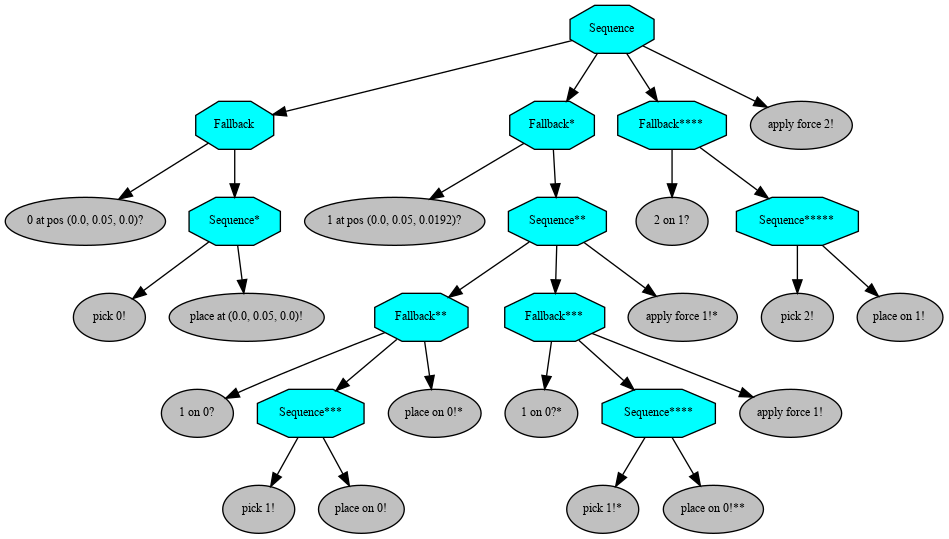 Sequence
Fallback
Fallback*
Fallback****
apply force 2!
0 at pos (0.0, 0.05, 0.0)?
Sequence*
1 at pos (0.0, 0.05, 0.0192)?
Sequence**
2 on 1?
Sequence*****
pick 0!
place at (0.0, 0.05, 0.0)!
Fallback**
Fallback***
apply force 1!*
pick 2!
place on 1!
1 on 0?
Sequence***
place on 0!*
1 on 0?*
Sequence****
apply force 1!
pick 1!
place on 0!
pick 1!*
place on 0!**